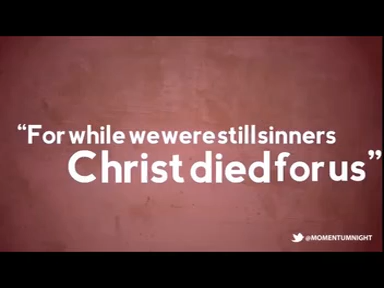 “For while we were still sinners
Christ died for us”
@MOMENTUMNIGHT